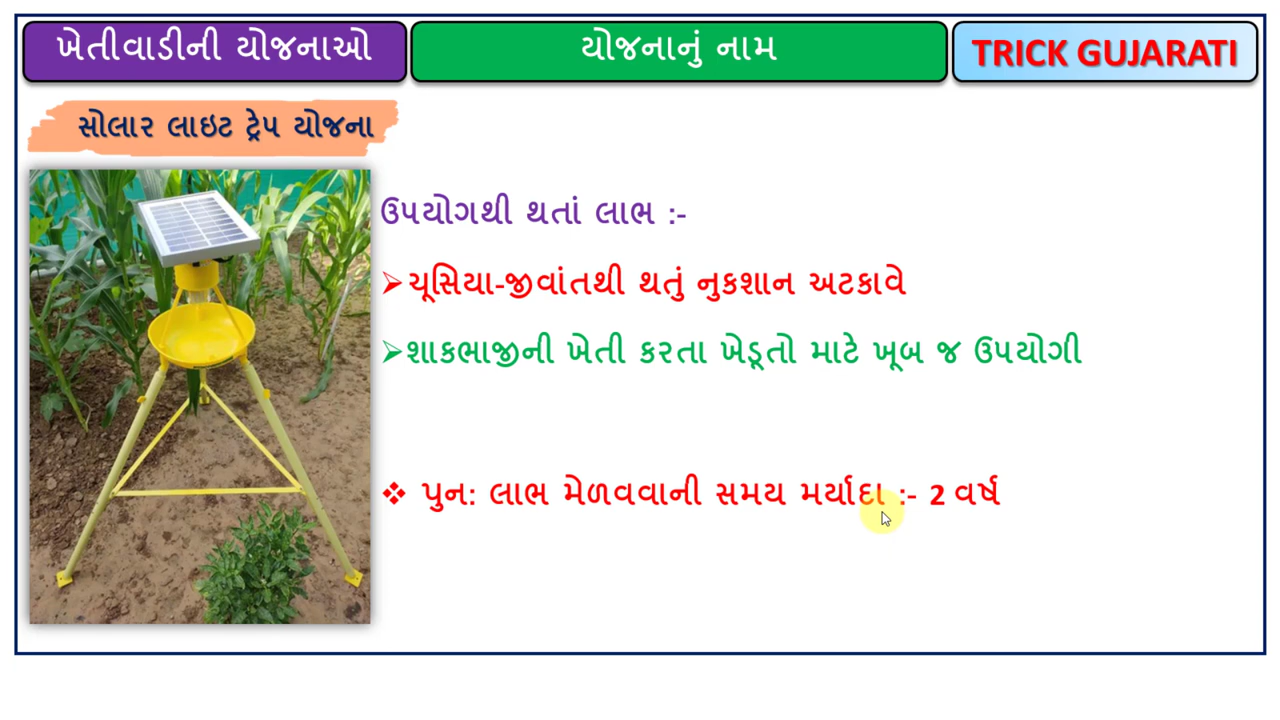 ખેતીવાડીની યોજનાઓ
યોજનાનું નામ
TRICK GUJARATI
સોલાર લાઇટ ટ્રેપ યોજના
ઉપયોગથી થતાં લાભ :-
➢ચૂસિયા-જીવાંતથી થતું નુકશાન અટકાવે
➢શાકભાજીની ખેતી કરતા ખેડૂતો માટે ખૂબ જ ઉપયોગી
❖ પુન: લાભ મેળવવાની સમય મર્યાદા :- 2 વર્ષ